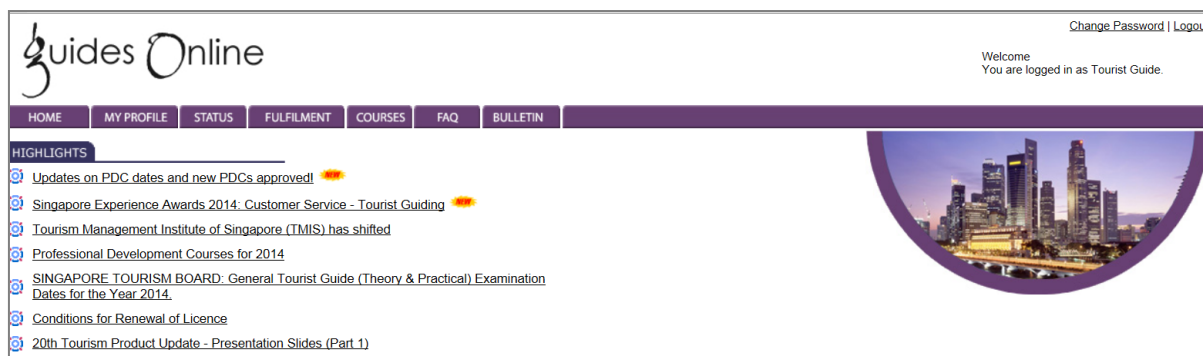 guides Online
Change Password | Logou
Welcome
You are logged in as Tourist Guide.
HOME MY PROFILE STATUS FULFILMENT COURSES FAQ BULLETIN
HIGHLIGHTS
Updates on PDC dates and new PDCs approved! NEW
Singapore Experience Awards 2014: Customer Service - Tourist Guiding NEW
Tourism Management Institute of Singapore (TMIS) has shifted
Professional Development Courses for 2014
SINGAPORE TOURISM BOARD: General Tourist Guide (Theory & Practical) Examination
Dates for the Year 2014.
Conditions for Renewal of Licence
20th Tourism Product Update - Presentation Slides (Part 1)